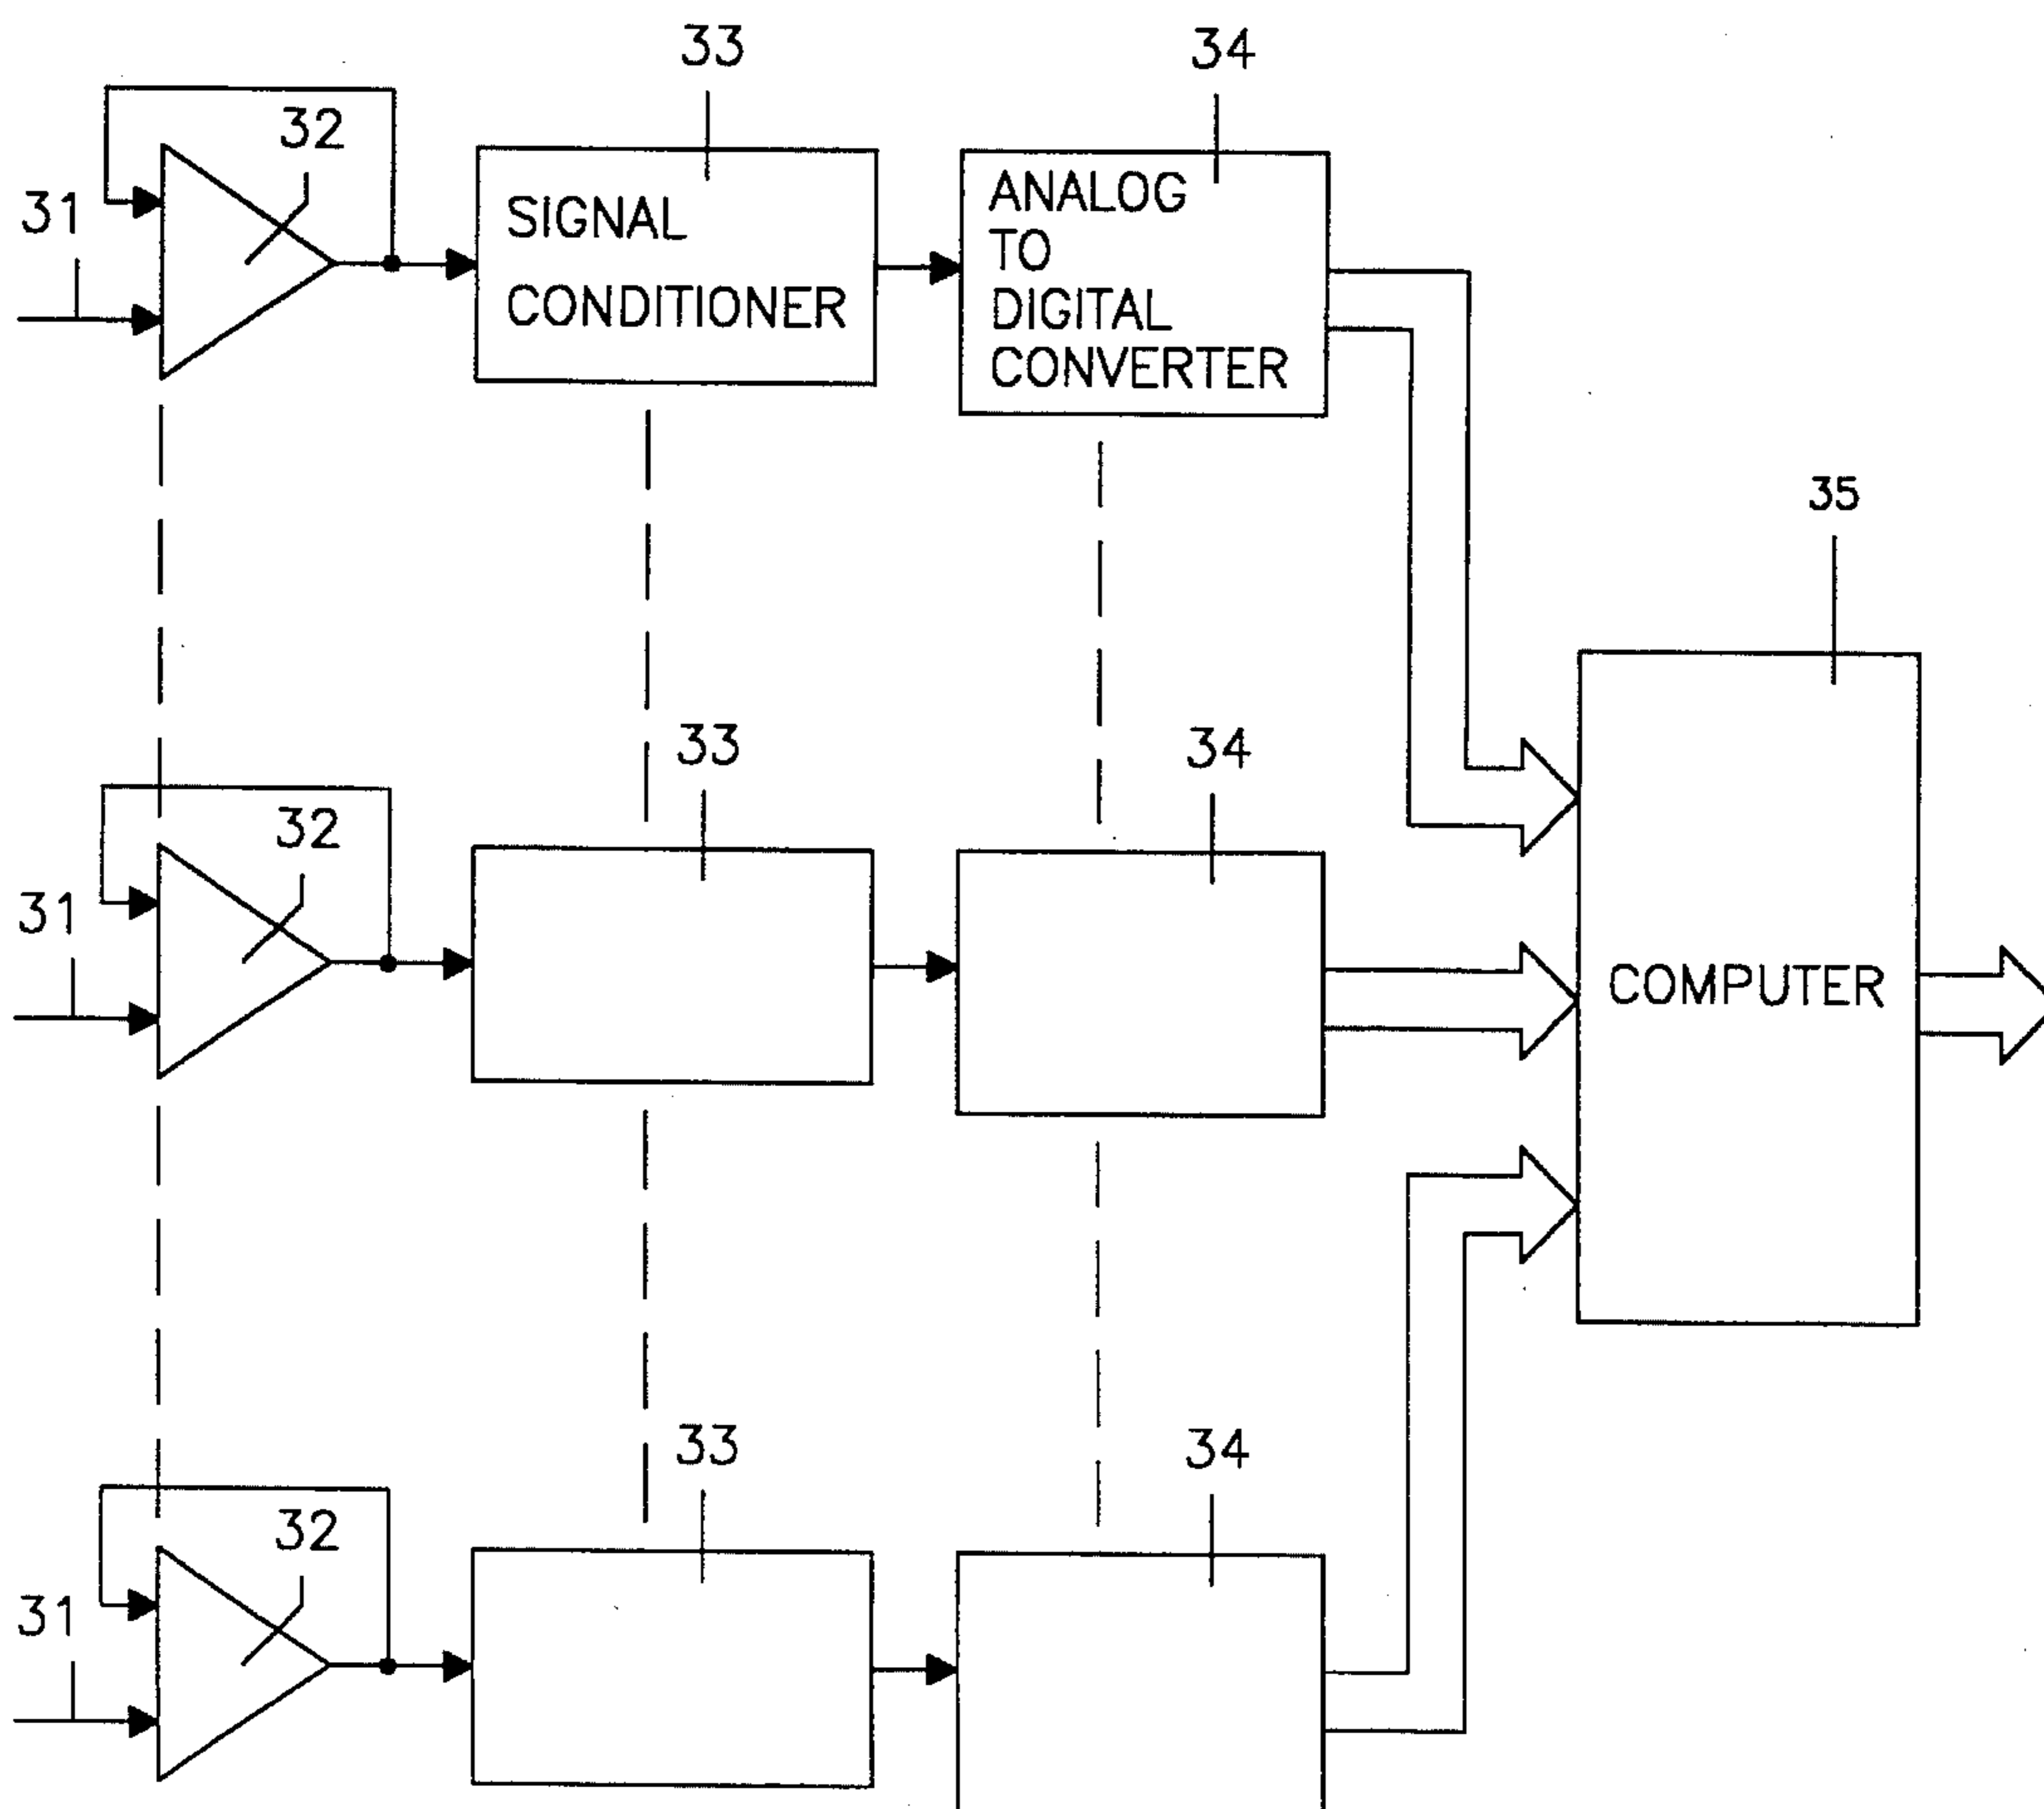 33
34
32
31
SIGNAL
CONDITIONER
ANALOG
TO
DIGITAL
CONVERTER
35
33
34
32
31
COMPUTER
33
34
32
31